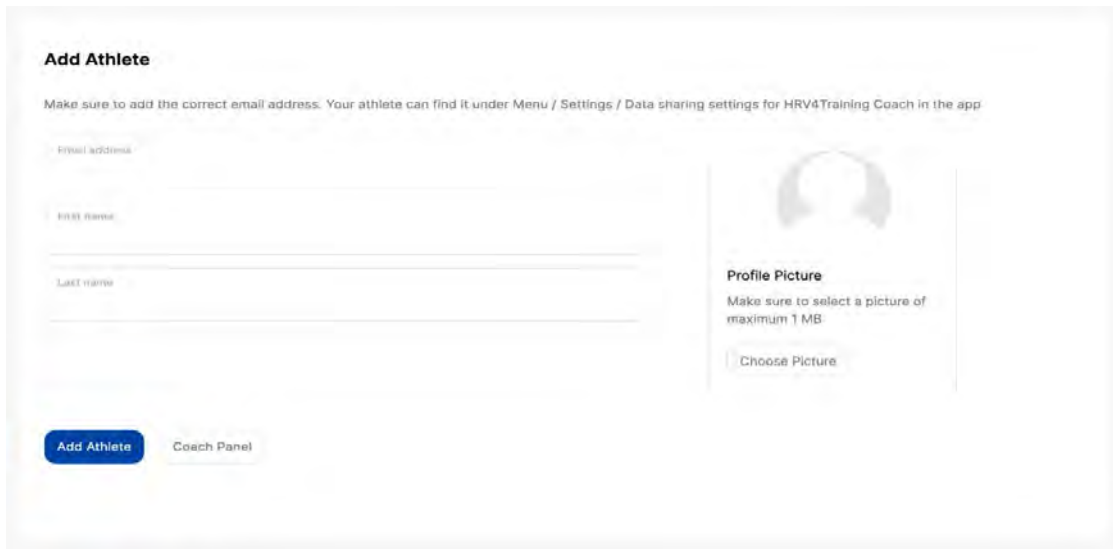 Add Athlete
Make sure to add the correct email address. Your athlete can find it under Menu / Settings / Data sharing settings for HRV4Training Coach in the app
Email address
First name
Last name
Profile Picture
Make sure to select a picture of
maximum 1 MB
Choose Picture
Add Athlete
Coach Panel